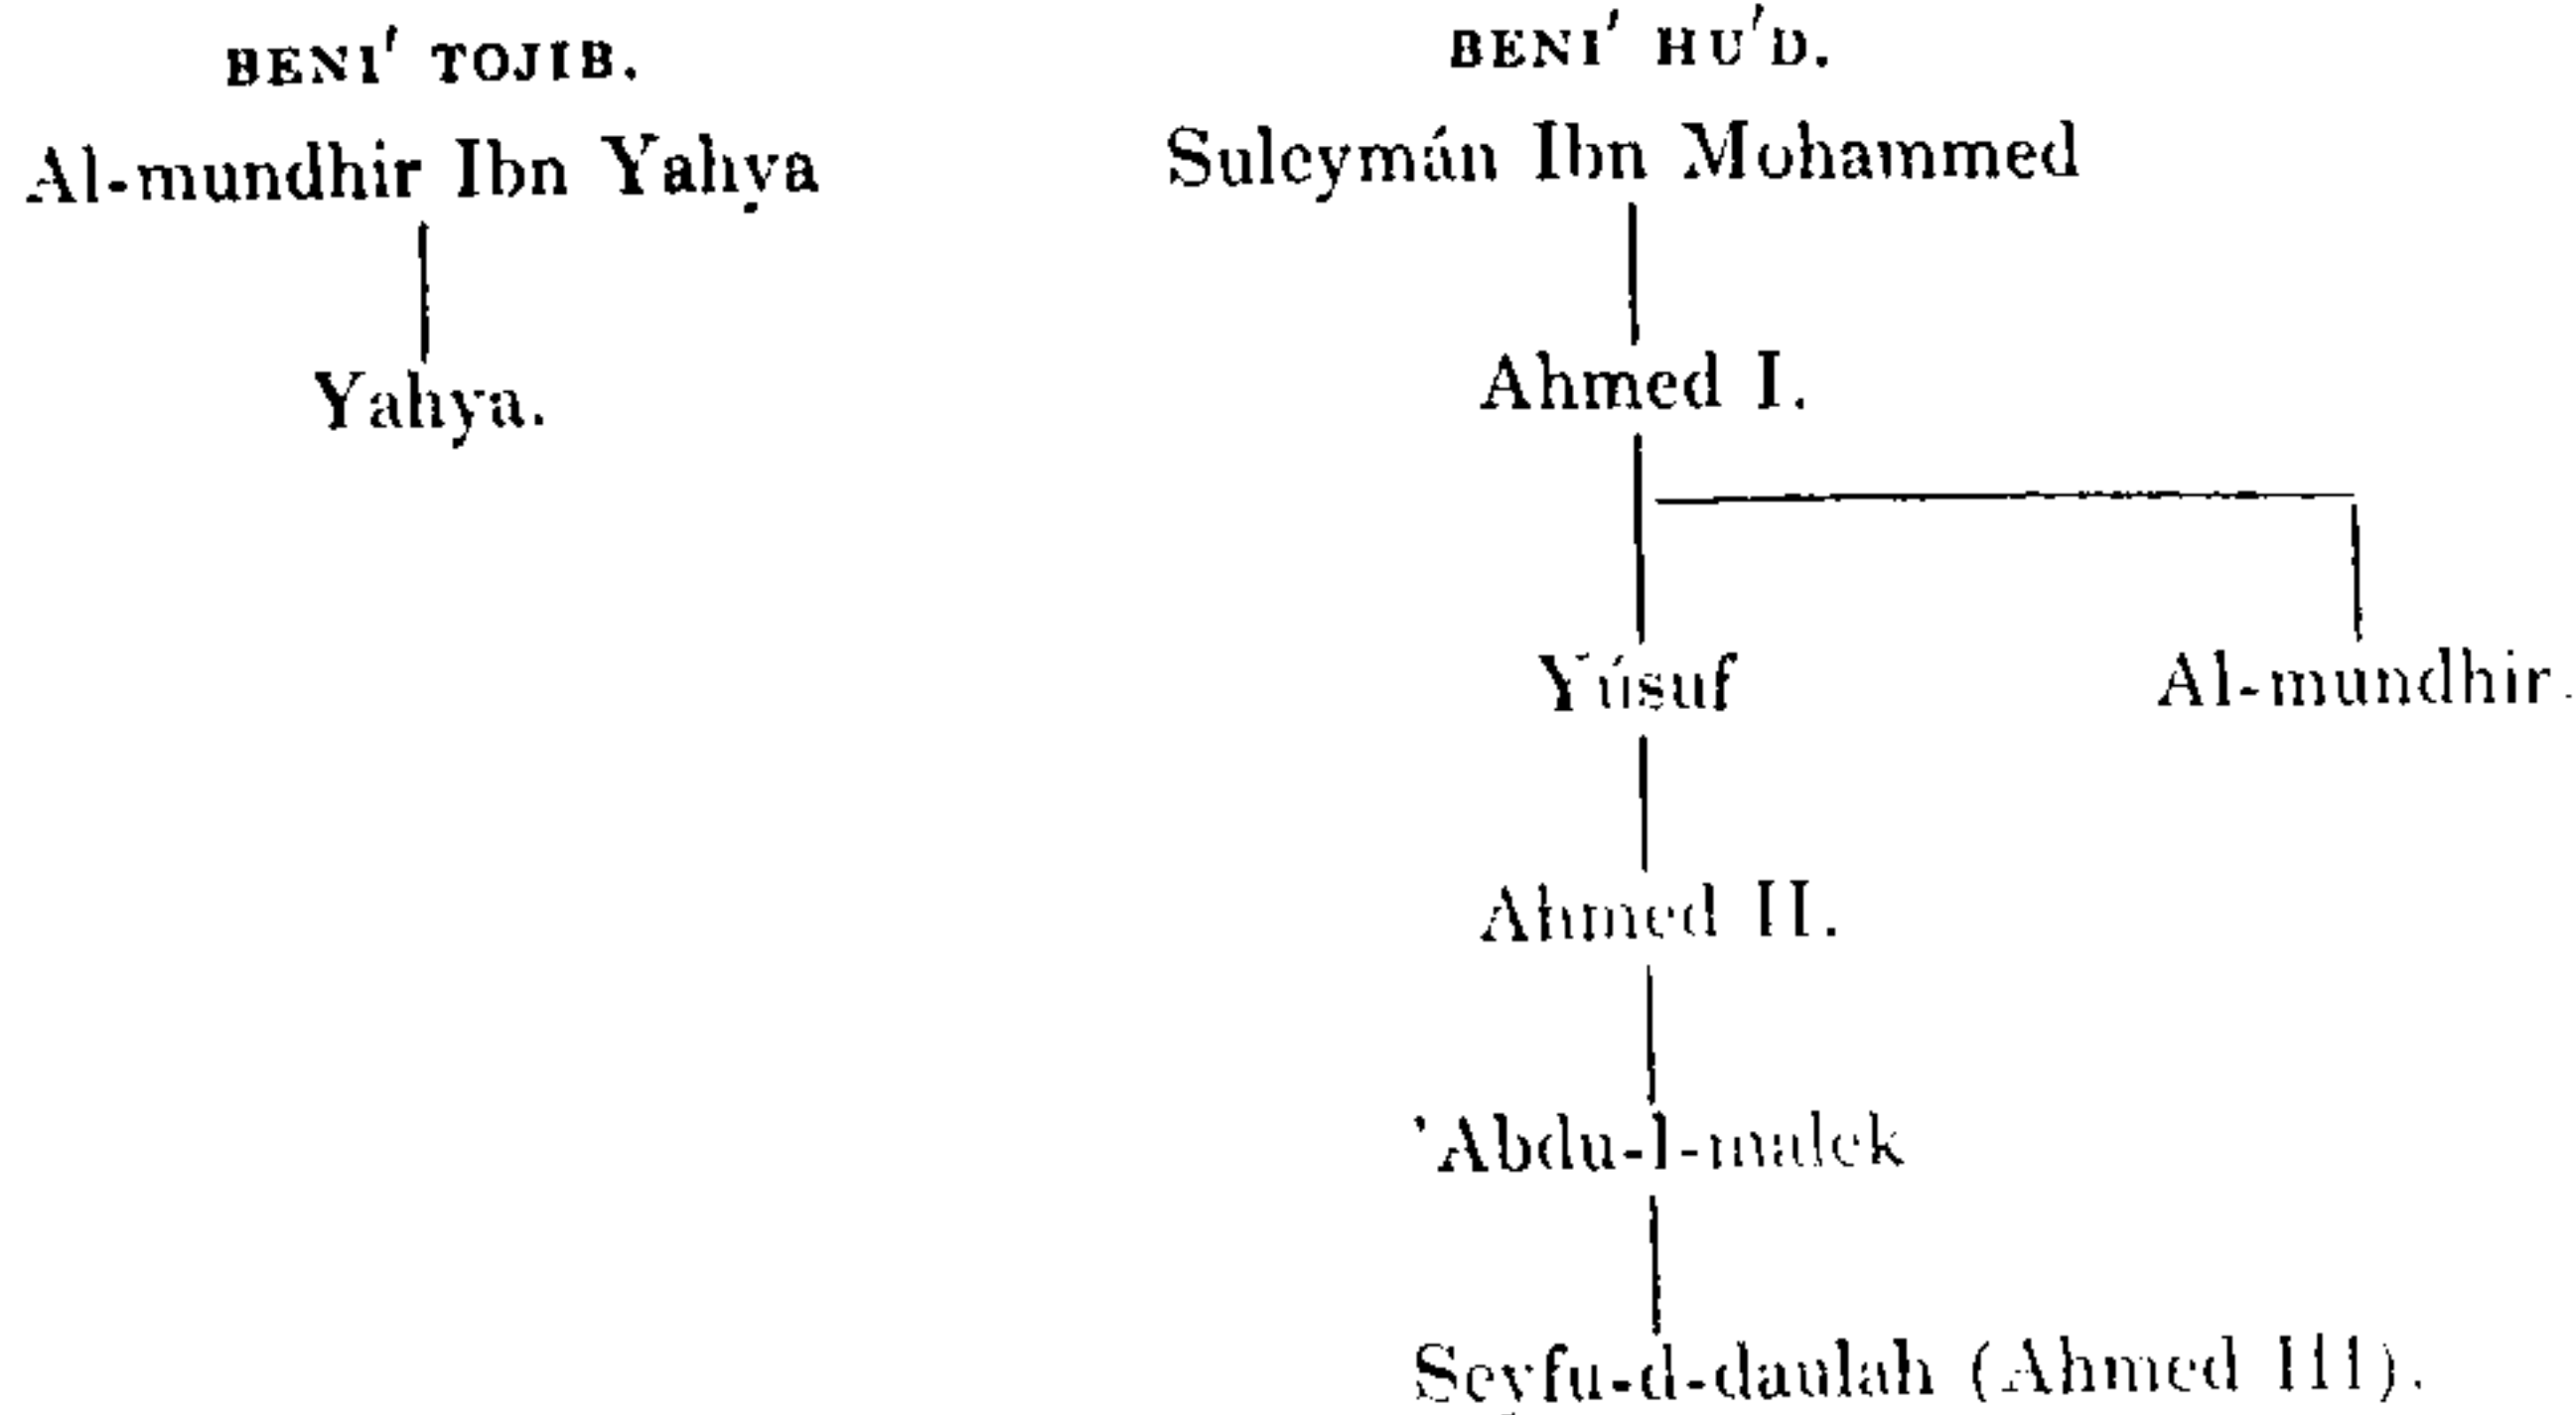 BENI' TOJIB.
Al-mundhir Ibn Yahya
Yahya.
BENI' HU'D.
Suleymán Ibn Mohammed
Ahmed I.
Yúsuf
Al-mundhir.
Ahmed II.
'Abdu-l-malek
Seyfu-d-daulah (Ahmed III).